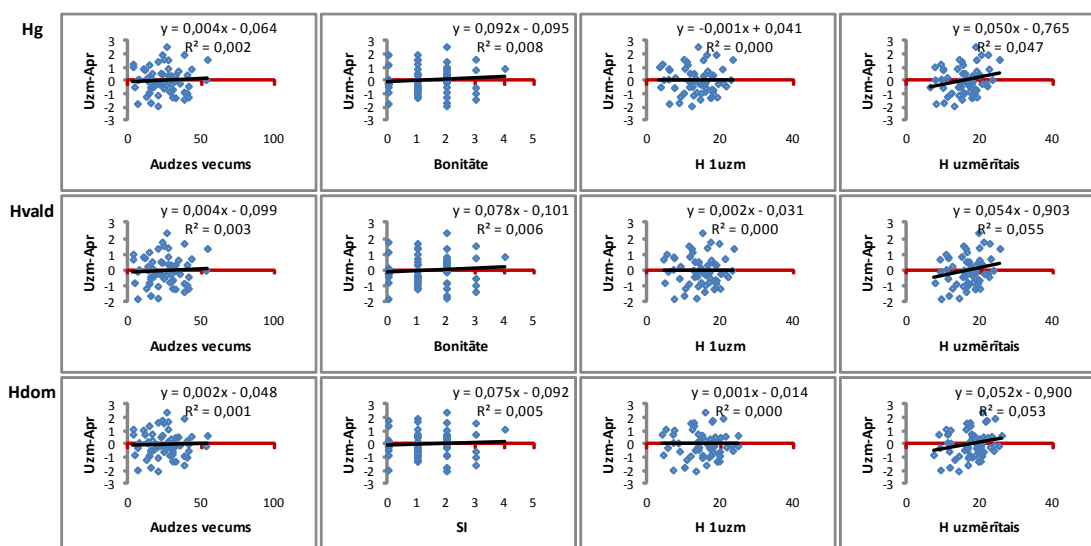 Hg
y = 0,004x - 0,064
R² = 0,002
Uzm-Apr
3
2
1
0
-1
-2
-3
0 50 100
Audzes vecums
y = 0,092x - 0,095
R² = 0,008
Uzm-Apr
3
2
1
0
-1
-2
-3
0 1 2 3 4 5
Bonitāte
y = -0,001x + 0,041
R² = 0,000
Uzm-Apr
3
2
1
0
-1
-2
-3
0 20 40
H 1uzm
y = 0,050x - 0,765
R² = 0,047
Uzm-Apr
3
2
1
0
-1
-2
-3
0 20 40
H uzmērītais
Hvald
y = 0,004x - 0,099
R² = 0,003
Uzm-Apr
3
2
1
0
-1
-2
0 50 100
Audzes vecums
y = 0,078x - 0,101
R² = 0,006
Uzm-Apr
3
2
1
0
-1
-2
0 1 2 3 4 5
Bonitāte
y = 0,002x - 0,031
R² = 0,000
Uzm-Apr
3
2
1
0
-1
-2
0 20 40
H 1uzm
y = 0,054x - 0,903
R² = 0,055
Uzm-Apr
3
2
1
0
-1
-2
0 20 40
H uzmērītais
Hdom
y = 0,002x - 0,048
R² = 0,001
Uzm-Apr
3
2
1
0
-1
-2
-3
0 50 100
Audzes vecums
y = 0,075x - 0,092
R² = 0,005
Uzm-Apr
3
2
1
0
-1
-2
-3
0 1 2 3 4 5
SI
y = 0,001x - 0,014
R² = 0,000
Uzm-Apr
3
2
1
0
-1
-2
-3
0 20 40
H 1uzm
y = 0,052x - 0,900
R² = 0,053
Uzm-Apr
3
2
1
0
-1
-2
-3
0 20 40
H uzmērītais